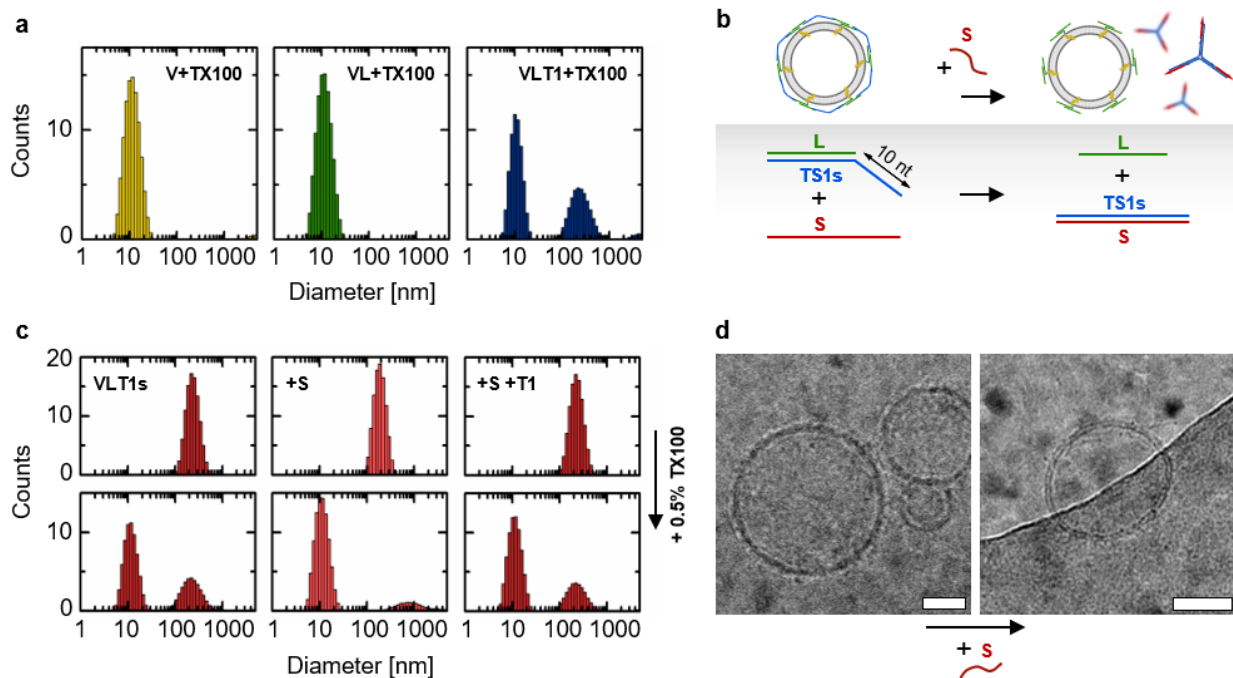 a
V+TX100
VL+TX100
VLT1+TX100
Counts
10
0
1 10 100 1000
1 10 100 1000
1 10 100 1000
Diameter [nm]
b
+ S
L
TS1s
+
S
10 nt
L
+
TS1s
S
c
VLT1s
+S
+S +T1
20
10
0
10
0
Counts
+ 0.5% TX100
1 10 100 1000
1 10 100 1000
1 10 100 1000
Diameter [nm]
d
+ S